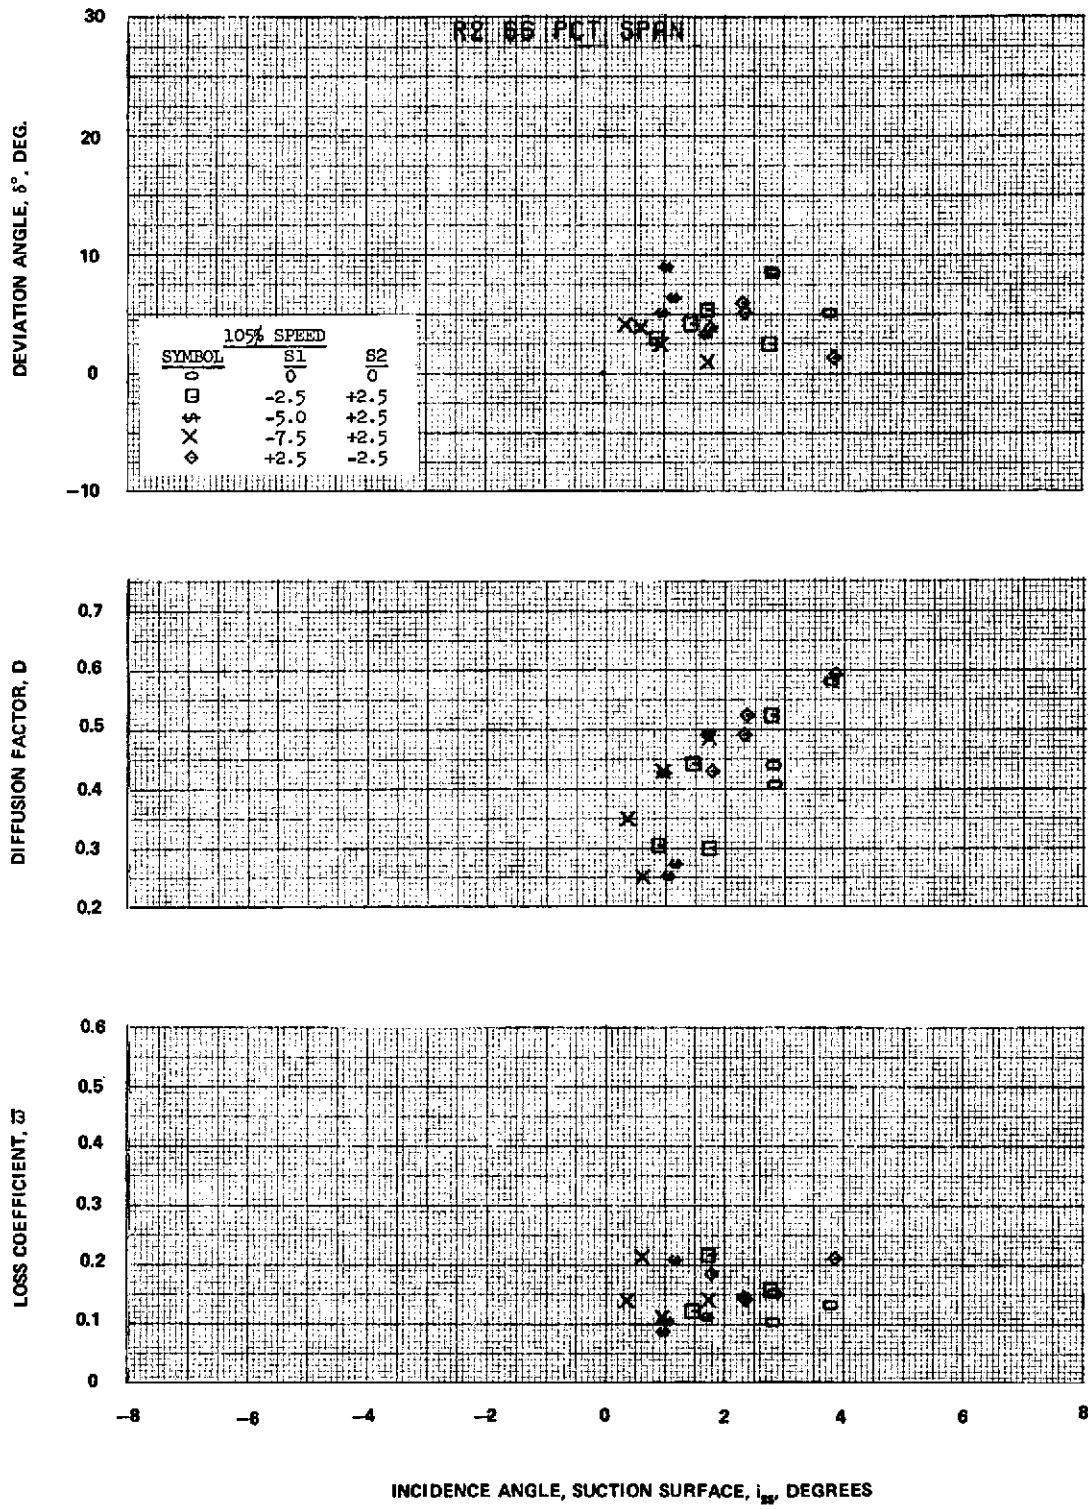 R2 66 PCT SPAN
DEVIATION ANGLE, δ°, DEG.
30
20
10
0
−10
105% SPEED
SYMBOL S1 S2
0 0
-2.5 +2.5
-5.0 +2.5
-7.5 +2.5
+2.5 -2.5
DIFFUSION FACTOR, D
0.7
0.6
0.5
0.4
0.3
0.2
LOSS COEFFICIENT, ω̄
0.6
0.5
0.4
0.3
0.2
0.1
0
−8 −6 −4 −2 0 2 4 6 8
INCIDENCE ANGLE, SUCTION SURFACE, iss, DEGREES